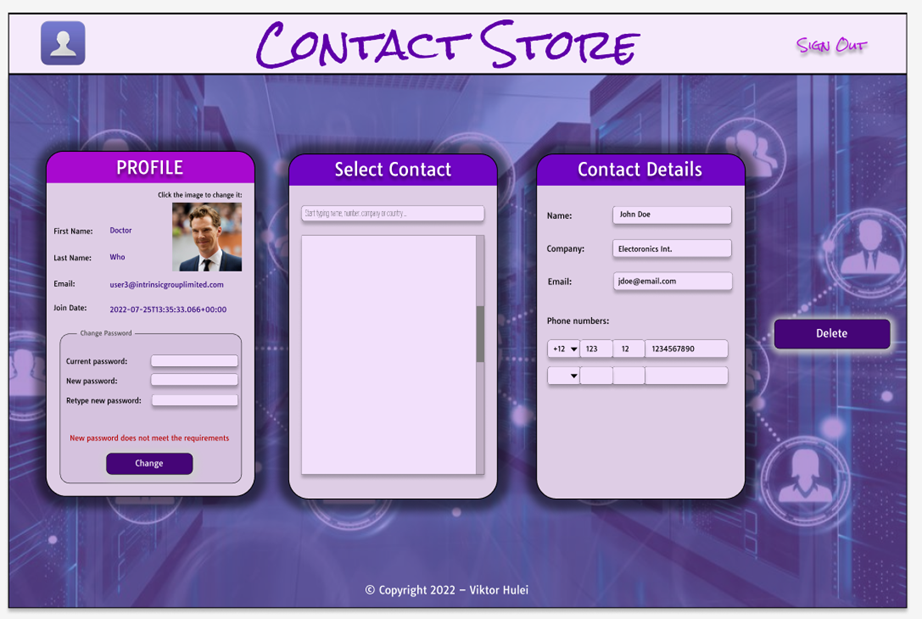 Contact Store
Sign Out
PROFILE
Click the image to change it:
First Name: Doctor
Last Name: Who
Email: user3@intrinsicgrouplimited.com
Join Date: 2022-07-25T13:35:33.066+00:00
Change Password
Current password:
New password:
Retype new password:
New password does not meet the requirements
Change
Select Contact
Start typing name, number, company or country...
Contact Details
Name: John Doe
Company: Electoronics Int.
Email: jdoe@email.com
Phone numbers:
+12 123 12 1234567890
Delete
© Copyright 2022 – Viktor Hulei